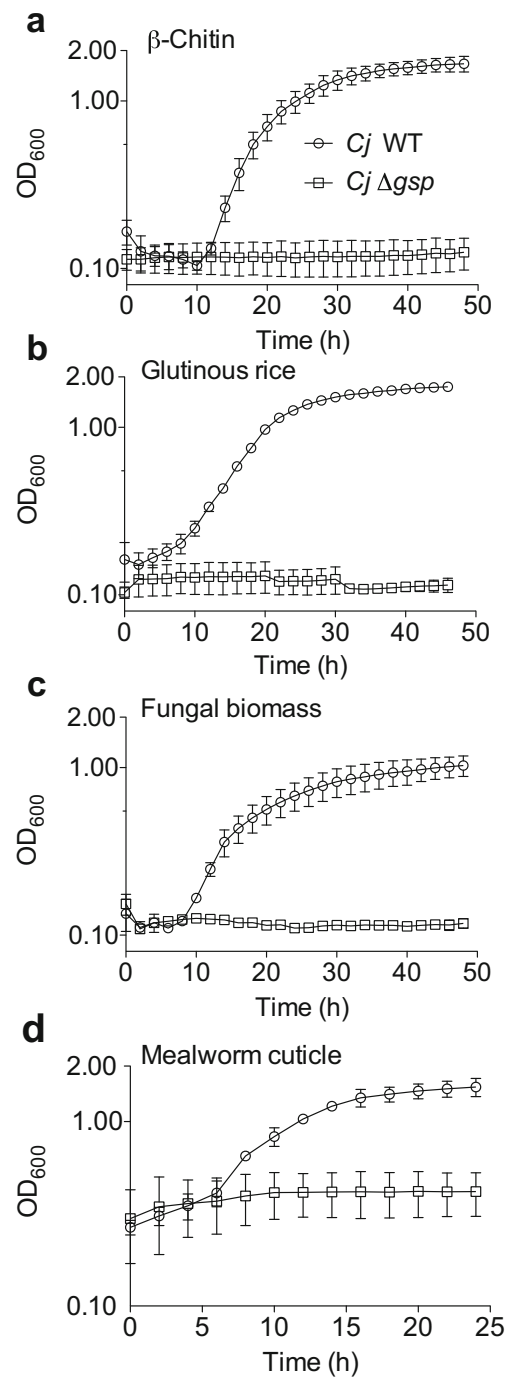 a
β-Chitin
2.00
1.00
0.10
OD600
Cj WT
Cj Δgsp
0 10 20 30 40 50
Time (h)
b
Glutinous rice
2.00
1.00
0.10
OD600
0 10 20 30 40 50
Time (h)
c
Fungal biomass
2.00
1.00
0.10
OD600
0 10 20 30 40 50
Time (h)
d
Mealworm cuticle
2.00
1.00
0.10
OD600
0 5 10 15 20 25
Time (h)